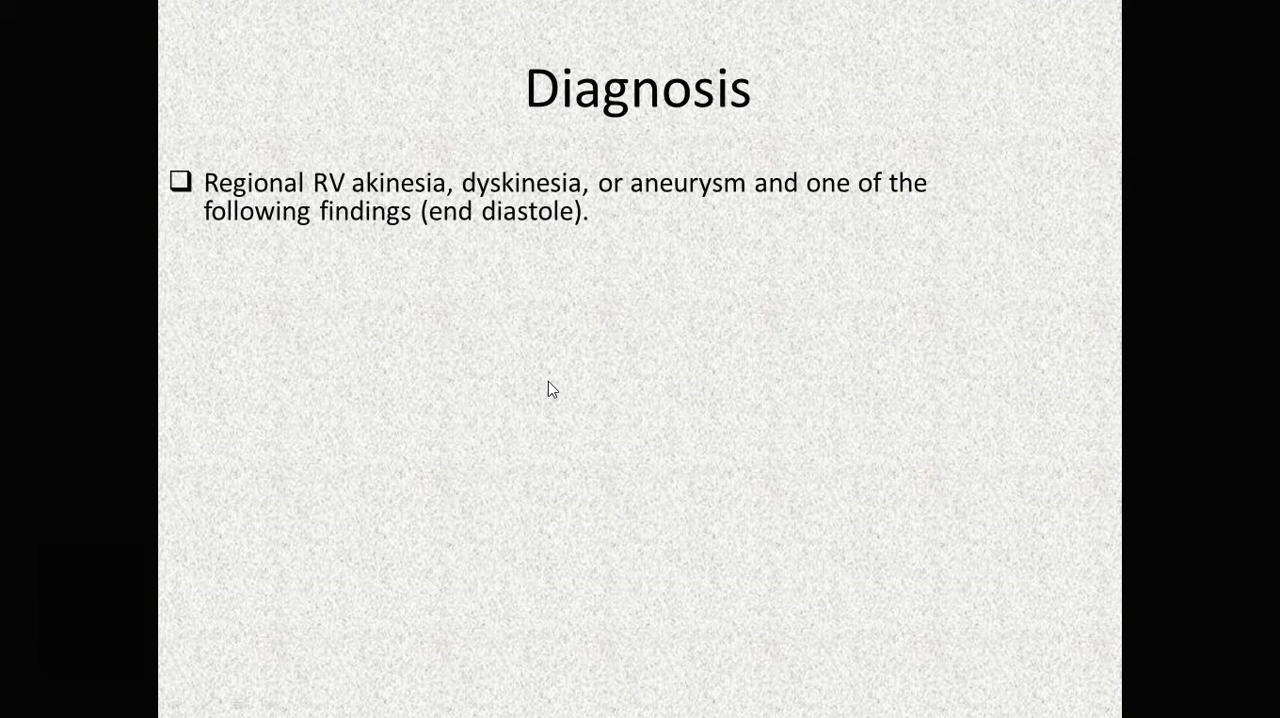 Diagnosis
Regional RV akinesia, dyskinesia, or aneurysm and one of the
following findings (end diastole).